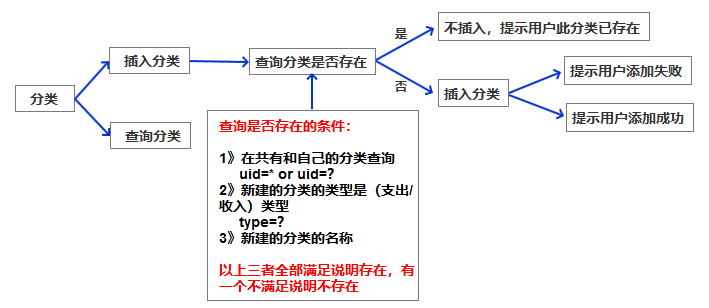 分类
插入分类
查询分类
查询分类是否存在
是
否
不插入，提示用户此分类已存在
插入分类
提示用户添加失败
提示用户添加成功
查询是否存在的条件：
1》在共有和自己的分类查询
uid=* or uid=?
2》新建的分类的类型是（支出/
收入）类型
type=?
3》新建的分类的名称
以上三者全部满足说明存在，有
一个不满足说明不存在